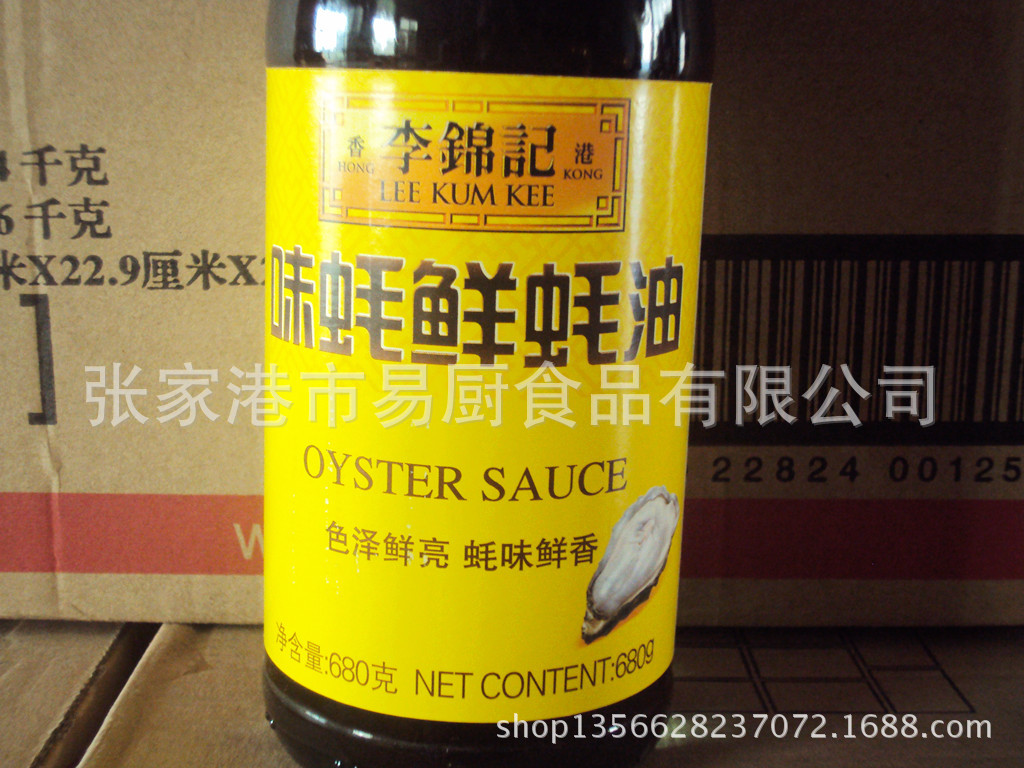 香 李錦記 港
HONG KONG
LEE KUM KEE
味蚝鲜蚝油
张家港市易厨食品有限公司
OYSTER SAUCE
色泽鲜亮 蚝味鲜香
净含量:680克 NET CONTENT:680g
千克
6千克
米X22.9厘米X
22824 00125
W
shop1356628237072.1688.com